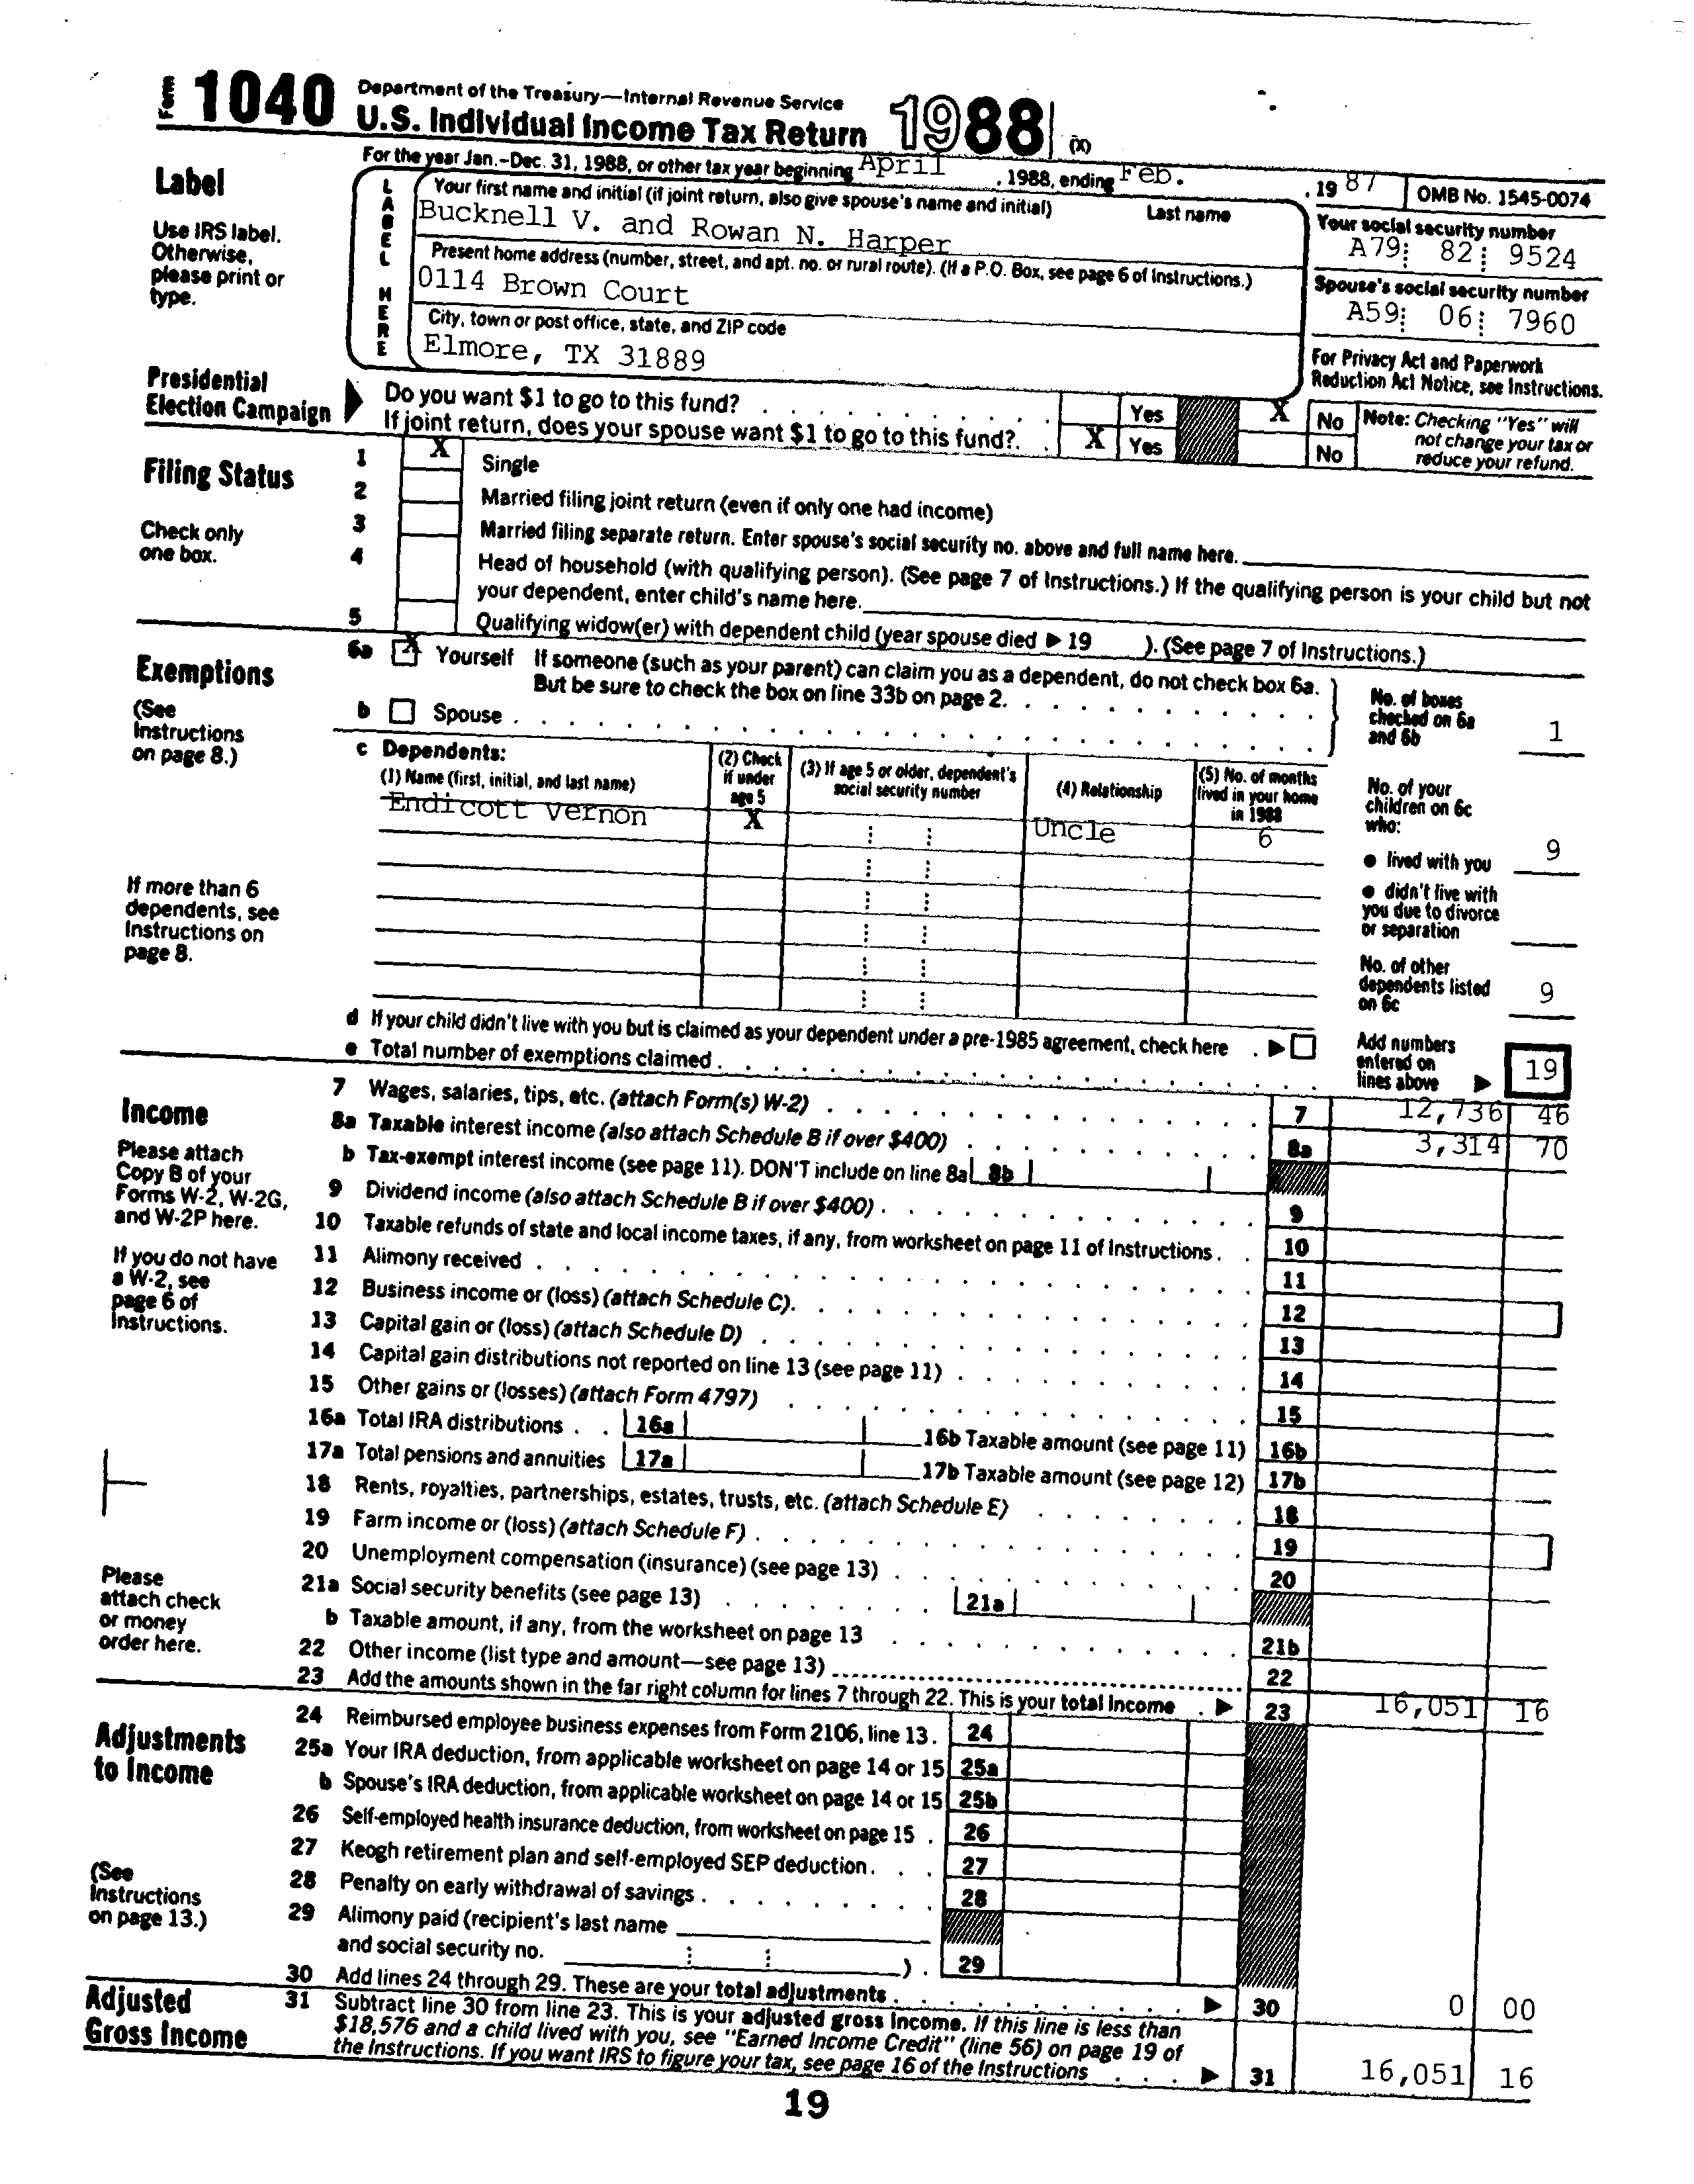 Form 1040 Department of the Treasury—Internal Revenue Service
U.S. Individual Income Tax Return 1988 (X)
For the year Jan.-Dec. 31, 1988, or other tax year beginning April , 1988, ending Feb. , 19 87 OMB No. 1545-0074
Label
Use IRS label. Otherwise, please print or type.
LABEL HERE
Your first name and initial (if joint return, also give spouse's name and initial) Last name
Bucknell V. and Rowan N. Harper
Your social security number
A79 82 9524
Present home address (number, street, and apt. no. or rural route). (If a P.O. Box, see page 6 of Instructions.)
0114 Brown Court
Spouse's social security number
A59 06 7960
City, town or post office, state, and ZIP code
Elmore, TX 31889
For Privacy Act and Paperwork Reduction Act Notice, see Instructions.
Presidential Election Campaign
Do you want $1 to go to this fund? . . . . . . . . . . Yes X No
If joint return, does your spouse want $1 to go to this fund? . X Yes No
Note: Checking "Yes" will not change your tax or reduce your refund.
Filing Status
Check only one box.
1 X Single
2 Married filing joint return (even if only one had income)
3 Married filing separate return. Enter spouse's social security no. above and full name here.
4 Head of household (with qualifying person). (See page 7 of Instructions.) If the qualifying person is your child but not
your dependent, enter child's name here.
5 Qualifying widow(er) with dependent child (year spouse died ▶ 19 ). (See page 7 of Instructions.)
Exemptions
(See Instructions on page 8.)
6a X Yourself If someone (such as your parent) can claim you as a dependent, do not check box 6a.
But be sure to check the box on line 33b on page 2.
b Spouse
No. of boxes checked on 6a and 6b 1
c Dependents:
(1) Name (first, initial, and last name)
(2) Check if under age 5
(3) If age 5 or older, dependent's social security number
(4) Relationship
(5) No. of months lived in your home in 1988
Endicott Vernon X Uncle 6
No. of your children on 6c who:
● lived with you 9
● didn't live with you due to divorce or separation
No. of other dependents listed on 6c 9
If more than 6 dependents, see Instructions on page 8.
d If your child didn't live with you but is claimed as your dependent under a pre-1985 agreement, check here . ▶
e Total number of exemptions claimed
Add numbers entered on lines above ▶ 19
Income
Please attach Copy B of your Forms W-2, W-2G, and W-2P here.
If you do not have a W-2, see page 6 of Instructions.
Please attach check or money order here.
7 Wages, salaries, tips, etc. (attach Form(s) W-2) 7 12,736 46
8a Taxable interest income (also attach Schedule B if over $400) 8a 3,314 70
b Tax-exempt interest income (see page 11). DON'T include on line 8a 8b
9 Dividend income (also attach Schedule B if over $400) 9
10 Taxable refunds of state and local income taxes, if any, from worksheet on page 11 of Instructions 10
11 Alimony received 11
12 Business income or (loss) (attach Schedule C) 12
13 Capital gain or (loss) (attach Schedule D) 13
14 Capital gain distributions not reported on line 13 (see page 11) 14
15 Other gains or (losses) (attach Form 4797) 15
16a Total IRA distributions 16a 16b Taxable amount (see page 11) 16b
17a Total pensions and annuities 17a 17b Taxable amount (see page 12) 17b
18 Rents, royalties, partnerships, estates, trusts, etc. (attach Schedule E) 18
19 Farm income or (loss) (attach Schedule F) 19
20 Unemployment compensation (insurance) (see page 13) 20
21a Social security benefits (see page 13) 21a
b Taxable amount, if any, from the worksheet on page 13 21b
22 Other income (list type and amount—see page 13) 22
23 Add the amounts shown in the far right column for lines 7 through 22. This is your total income . ▶ 23 16,051 16
Adjustments to Income
(See Instructions on page 13.)
24 Reimbursed employee business expenses from Form 2106, line 13. 24
25a Your IRA deduction, from applicable worksheet on page 14 or 15 25a
b Spouse's IRA deduction, from applicable worksheet on page 14 or 15 25b
26 Self-employed health insurance deduction, from worksheet on page 15 . 26
27 Keogh retirement plan and self-employed SEP deduction. 27
28 Penalty on early withdrawal of savings 28
29 Alimony paid (recipient's last name
and social security no. ). 29
30 Add lines 24 through 29. These are your total adjustments ▶ 30 0 00
Adjusted Gross Income
31 Subtract line 30 from line 23. This is your adjusted gross income. If this line is less than
$18,576 and a child lived with you, see "Earned Income Credit" (line 56) on page 19 of
the Instructions. If you want IRS to figure your tax, see page 16 of the Instructions ▶ 31 16,051 16
19